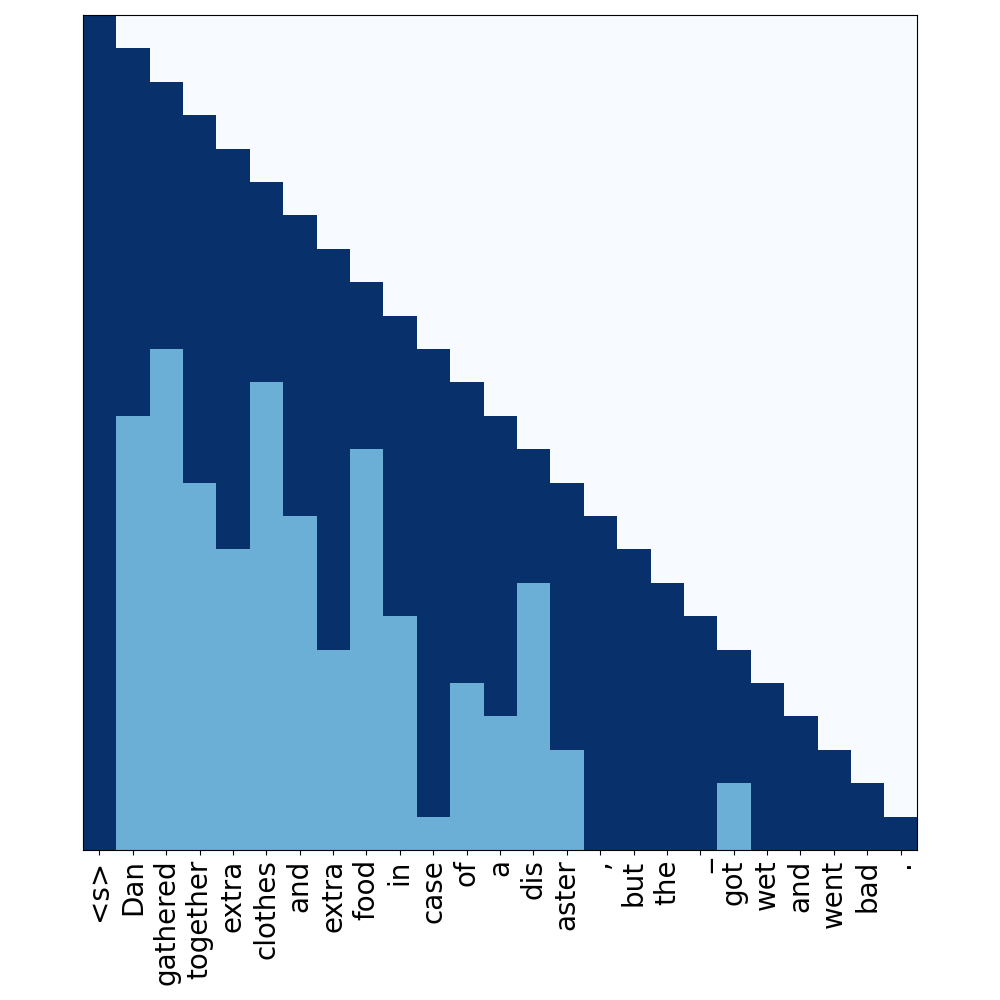 <s>
Dan
gathered
together
extra
clothes
and
extra
food
in
case
of
a
dis
aster
,
but
the
_
got
wet
and
went
bad
.